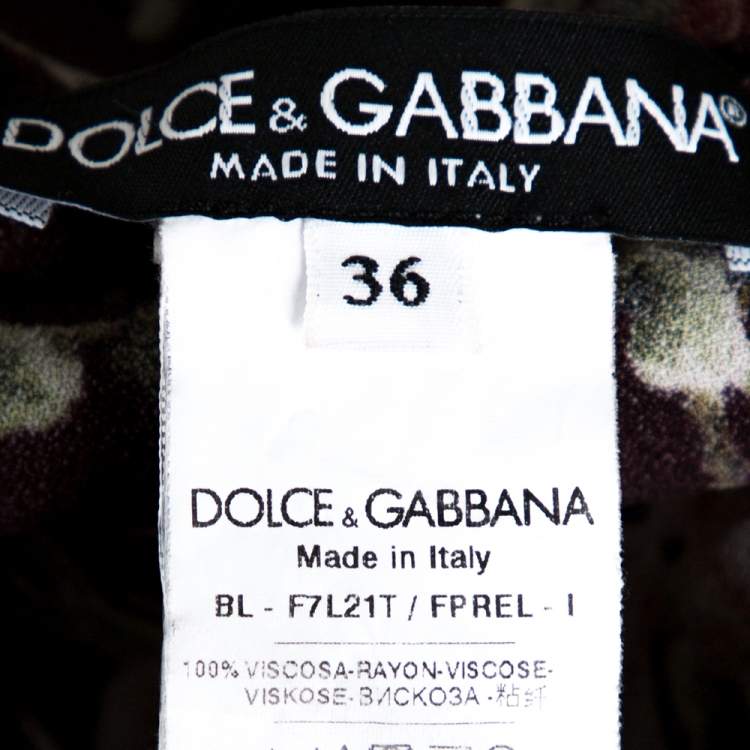 DOLCE & GABBANA®
MADE IN ITALY
36
DOLCE & GABBANA
Made in Italy
BL - F7L21T / FPREL - I
100% VISCOSA-RAYON-VISCOSE-
VISKOSE-ВИСКОЗА -粘纤